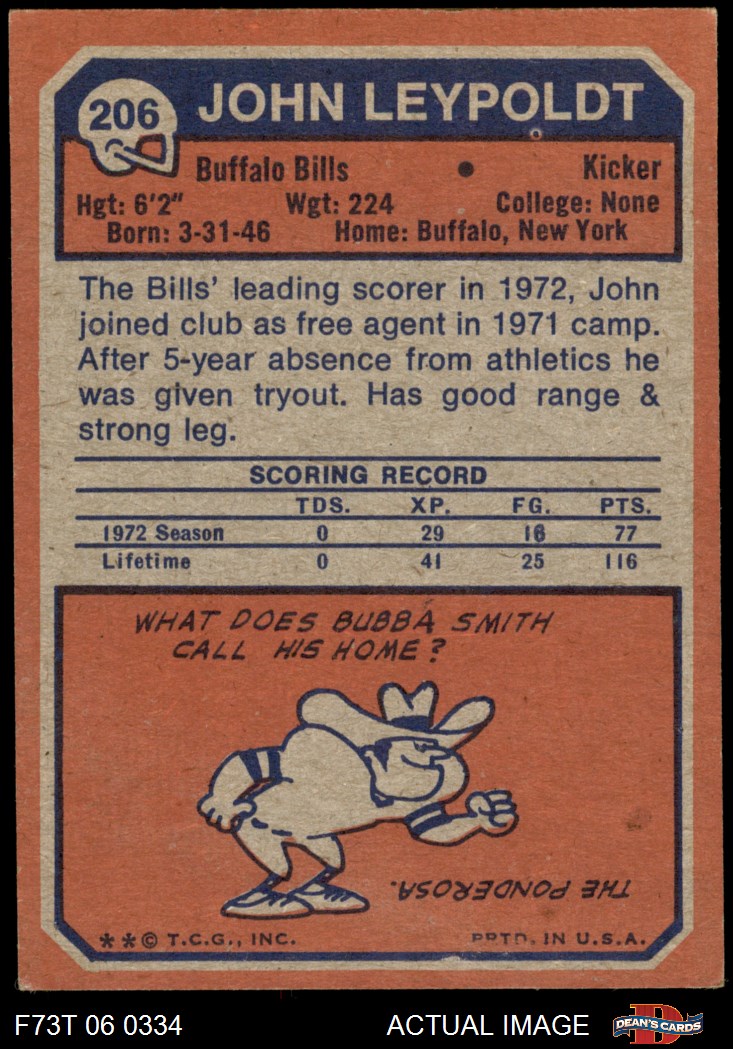 206 JOHN LEYPOLDT
Buffalo Bills • Kicker
Hgt: 6'2" Wgt: 224 College: None
Born: 3-31-46 Home: Buffalo, New York
The Bills' leading scorer in 1972, John
joined club as free agent in 1971 camp.
After 5-year absence from athletics he
was given tryout. Has good range &
strong leg.
SCORING RECORD
TDS. XP. FG. PTS.
1972 Season 0 29 16 77
Lifetime 0 41 25 116
WHAT DOES BUBBA SMITH
CALL HIS HOME?
THE PONDEROSA.
**© T.C.G., INC. PRTD. IN U.S.A.
F73T 06 0334 ACTUAL IMAGE D DEAN'S CARDS